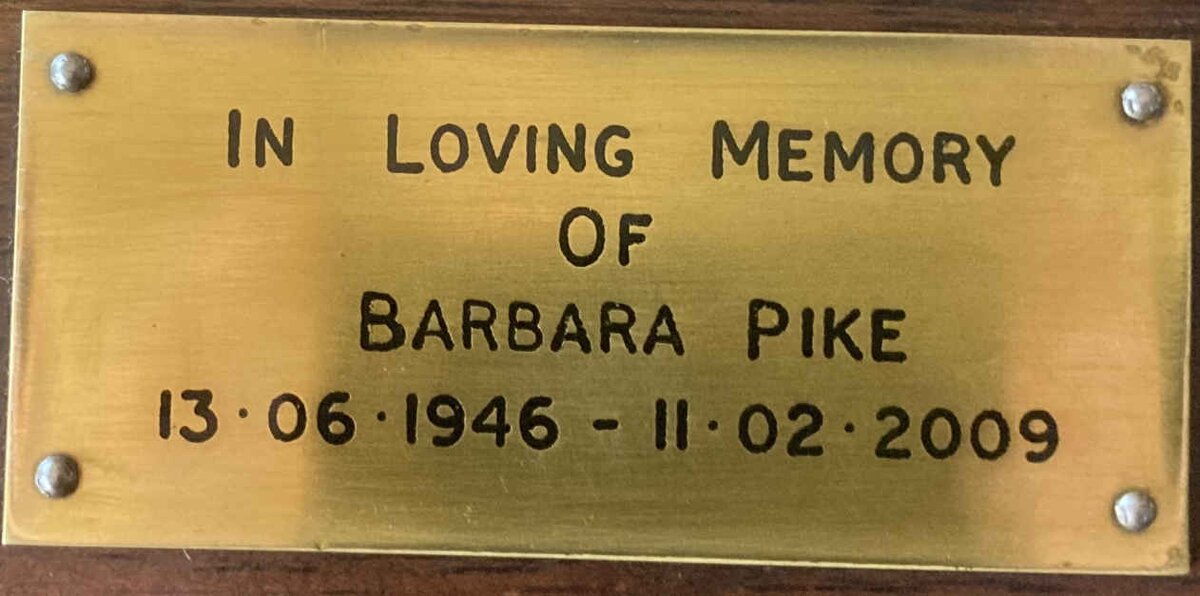 IN LOVING MEMORY
OF
BARBARA PIKE
13·06·1946 - 11·02·2009